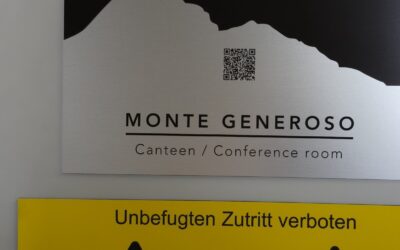 MONTE GENEROSO
Canteen / Conference room
Unbefugten Zutritt verboten